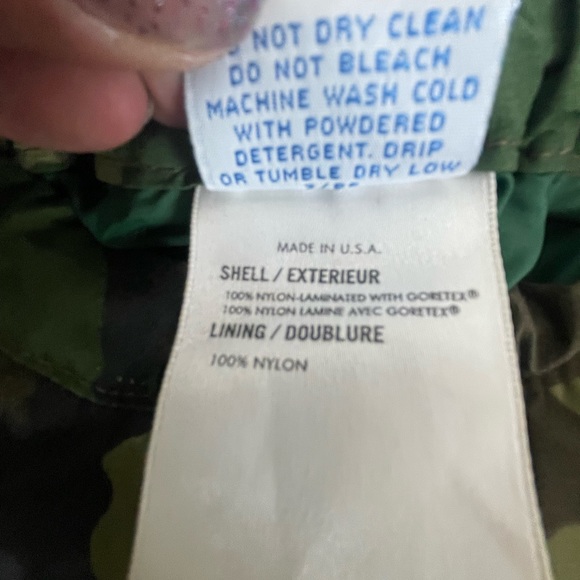 NOT DRY CLEAN
DO NOT BLEACH
MACHINE WASH COLD
WITH POWDERED
DETERGENT. DRIP
OR TUMBLE DRY LOW
MADE IN U.S.A.
SHELL / EXTERIEUR
100% NYLON-LAMINATED WITH GORETEX®
100% NYLON LAMINE AVEC GORETEX®
LINING / DOUBLURE
100% NYLON